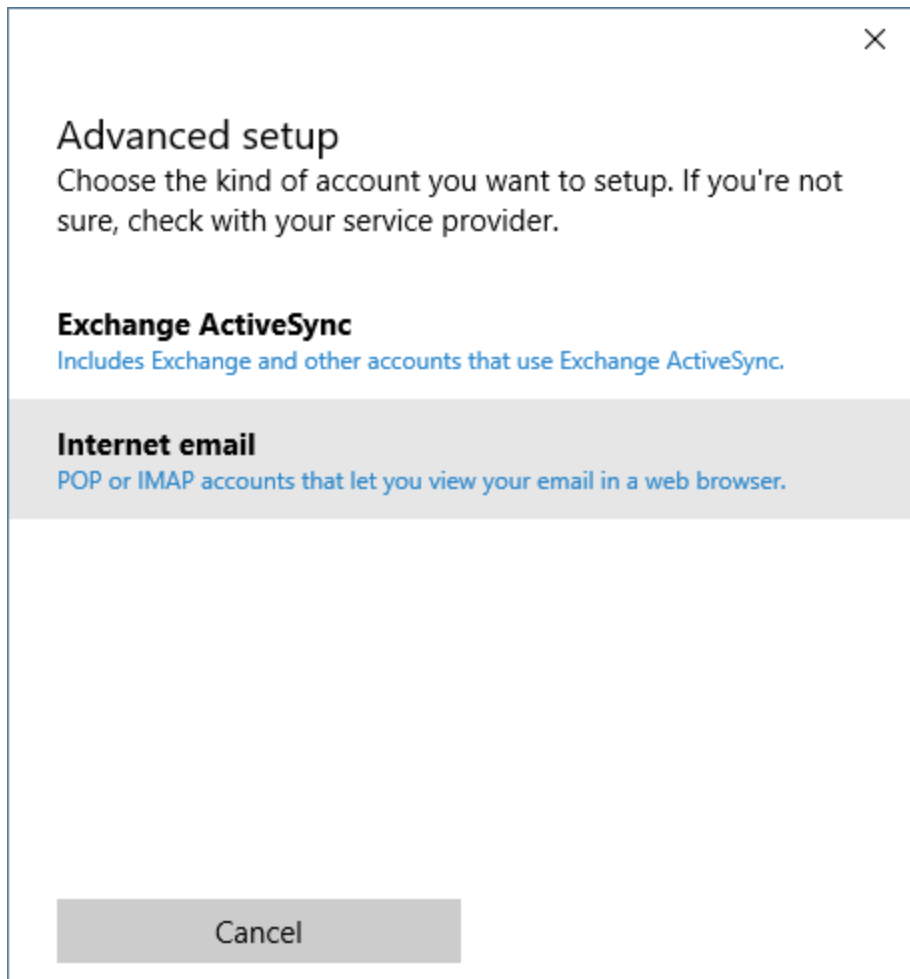 Advanced setup
Choose the kind of account you want to setup. If you're not
sure, check with your service provider.
Exchange ActiveSync
Includes Exchange and other accounts that use Exchange ActiveSync.
Internet email
POP or IMAP accounts that let you view your email in a web browser.
Cancel